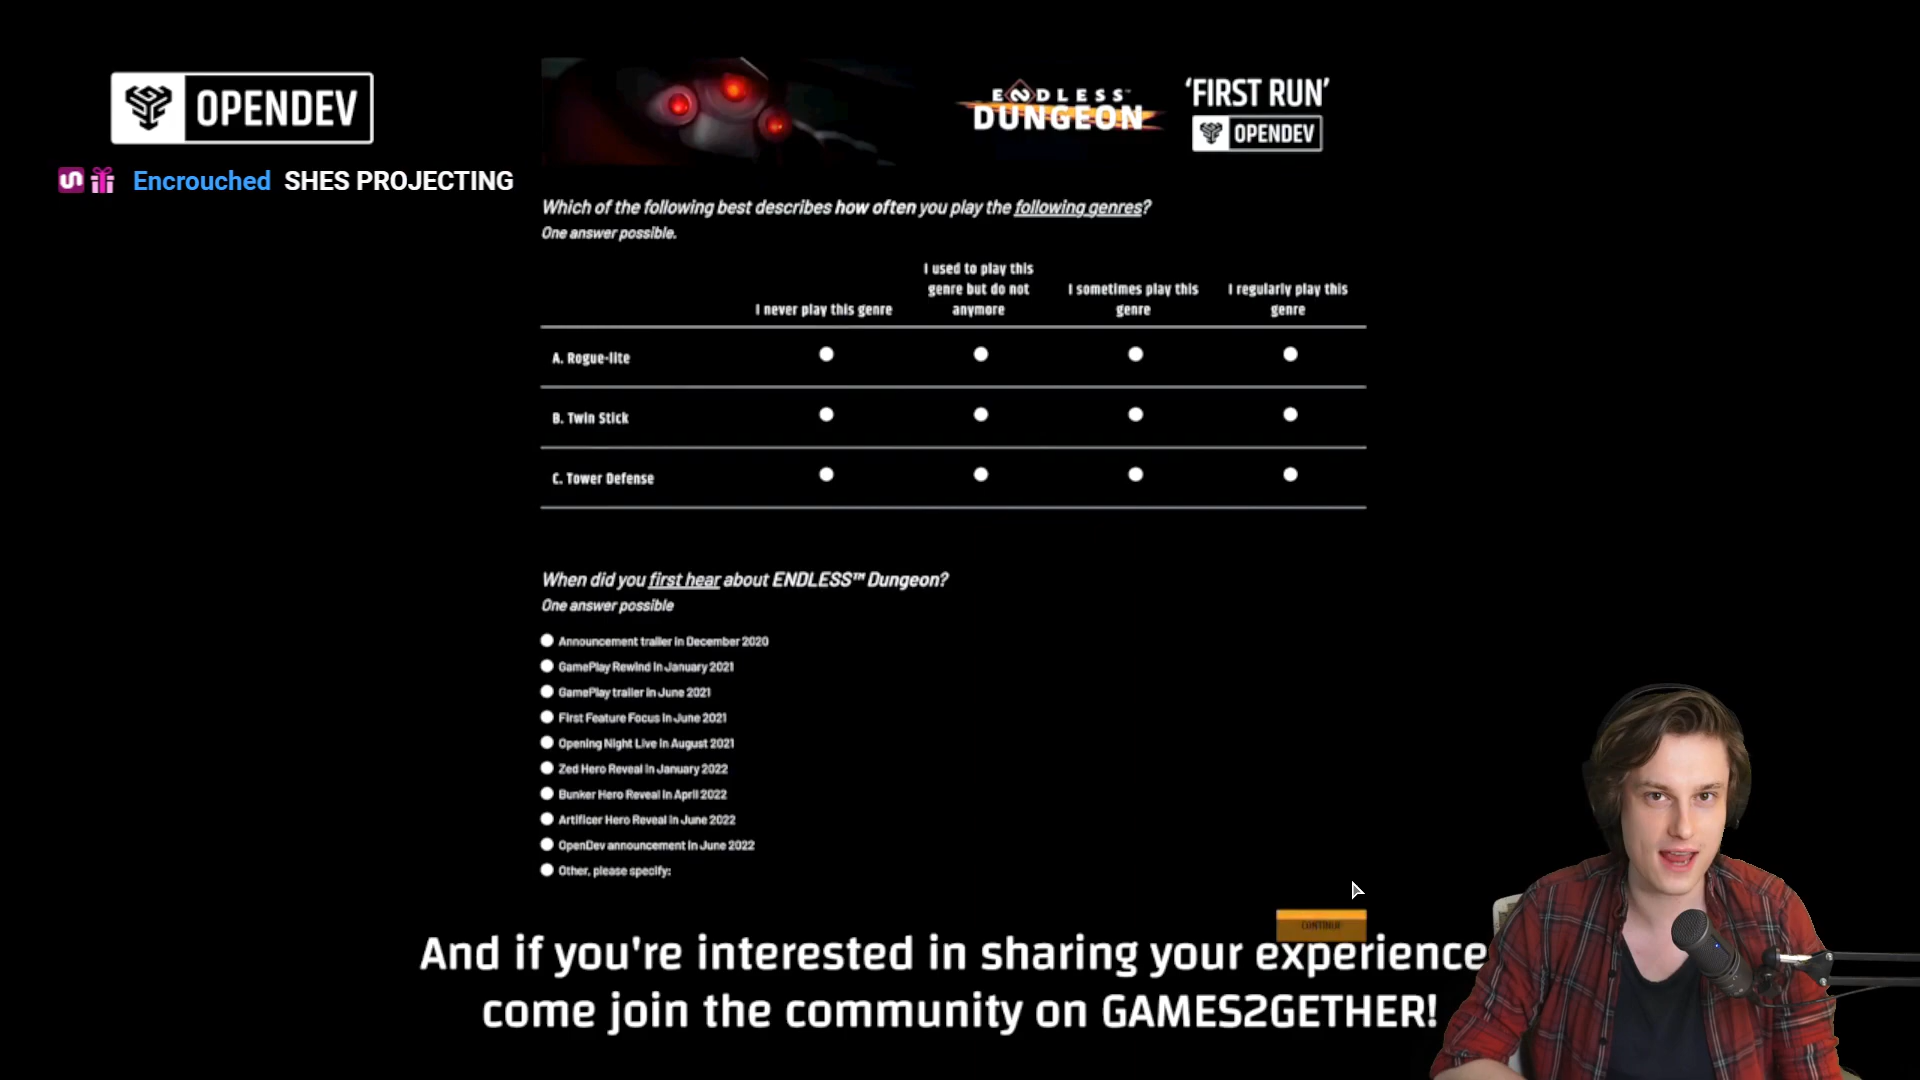 OPENDEV
Encrouched SHES PROJECTING
ENDLESS™
DUNGEON
'FIRST RUN'
OPENDEV
Which of the following best describes how often you play the following genres?
One answer possible.
I never play this genre
I used to play this
genre but do not
anymore
I sometimes play this
genre
I regularly play this
genre
A. Rogue-lite
B. Twin Stick
C. Tower Defense
When did you first hear about ENDLESS™ Dungeon?
One answer possible
Announcement trailer in December 2020
GamePlay Rewind in January 2021
GamePlay trailer in June 2021
First Feature Focus in June 2021
Opening Night Live in August 2021
Zed Hero Reveal in January 2022
Bunker Hero Reveal in April 2022
Artificer Hero Reveal in June 2022
OpenDev announcement in June 2022
Other, please specify:
CONTINUE
And if you're interested in sharing your experience
come join the community on GAMES2GETHER!